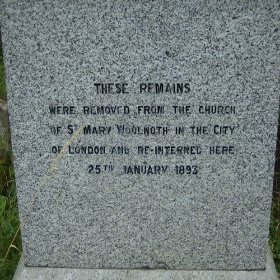 THESE REMAINS
WERE REMOVED FROM THE CHURCH
OF ST MARY WOOLNOTH IN THE CITY
OF LONDON AND RE-INTERRED HERE
25TH JANUARY 1893